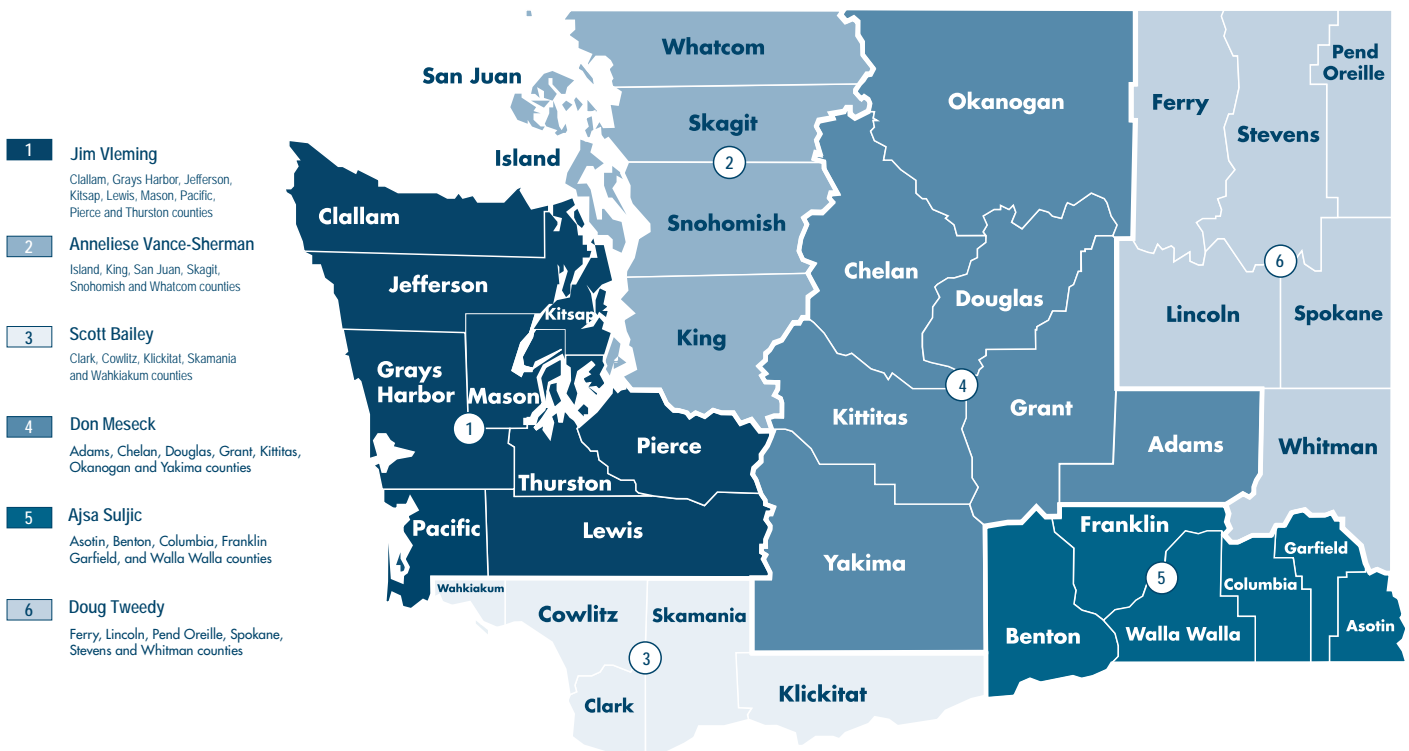 1
Jim Vleming
Clallam, Grays Harbor, Jefferson,
Kitsap, Lewis, Mason, Pacific,
Pierce and Thurston counties
2
Anneliese Vance-Sherman
Island, King, San Juan, Skagit,
Snohomish and Whatcom counties
3
Scott Bailey
Clark, Cowlitz, Klickitat, Skamania
and Wahkiakum counties
4
Don Meseck
Adams, Chelan, Douglas, Grant, Kittitas,
Okanogan and Yakima counties
5
Ajsa Suljic
Asotin, Benton, Columbia, Franklin
Garfield, and Walla Walla counties
6
Doug Tweedy
Ferry, Lincoln, Pend Oreille, Spokane,
Stevens and Whitman counties
Whatcom
San Juan
Skagit
Island
2
Snohomish
King
Clallam
Jefferson
Kitsap
Grays
Harbor
Mason
1
Pierce
Thurston
Pacific
Lewis
Wahkiakum
Cowlitz
Skamania
3
Clark
Klickitat
Okanogan
Chelan
Douglas
4
Kittitas
Grant
Adams
Yakima
Ferry
Stevens
Pend
Oreille
6
Lincoln
Spokane
Whitman
Franklin
5
Benton
Walla Walla
Columbia
Garfield
Asotin